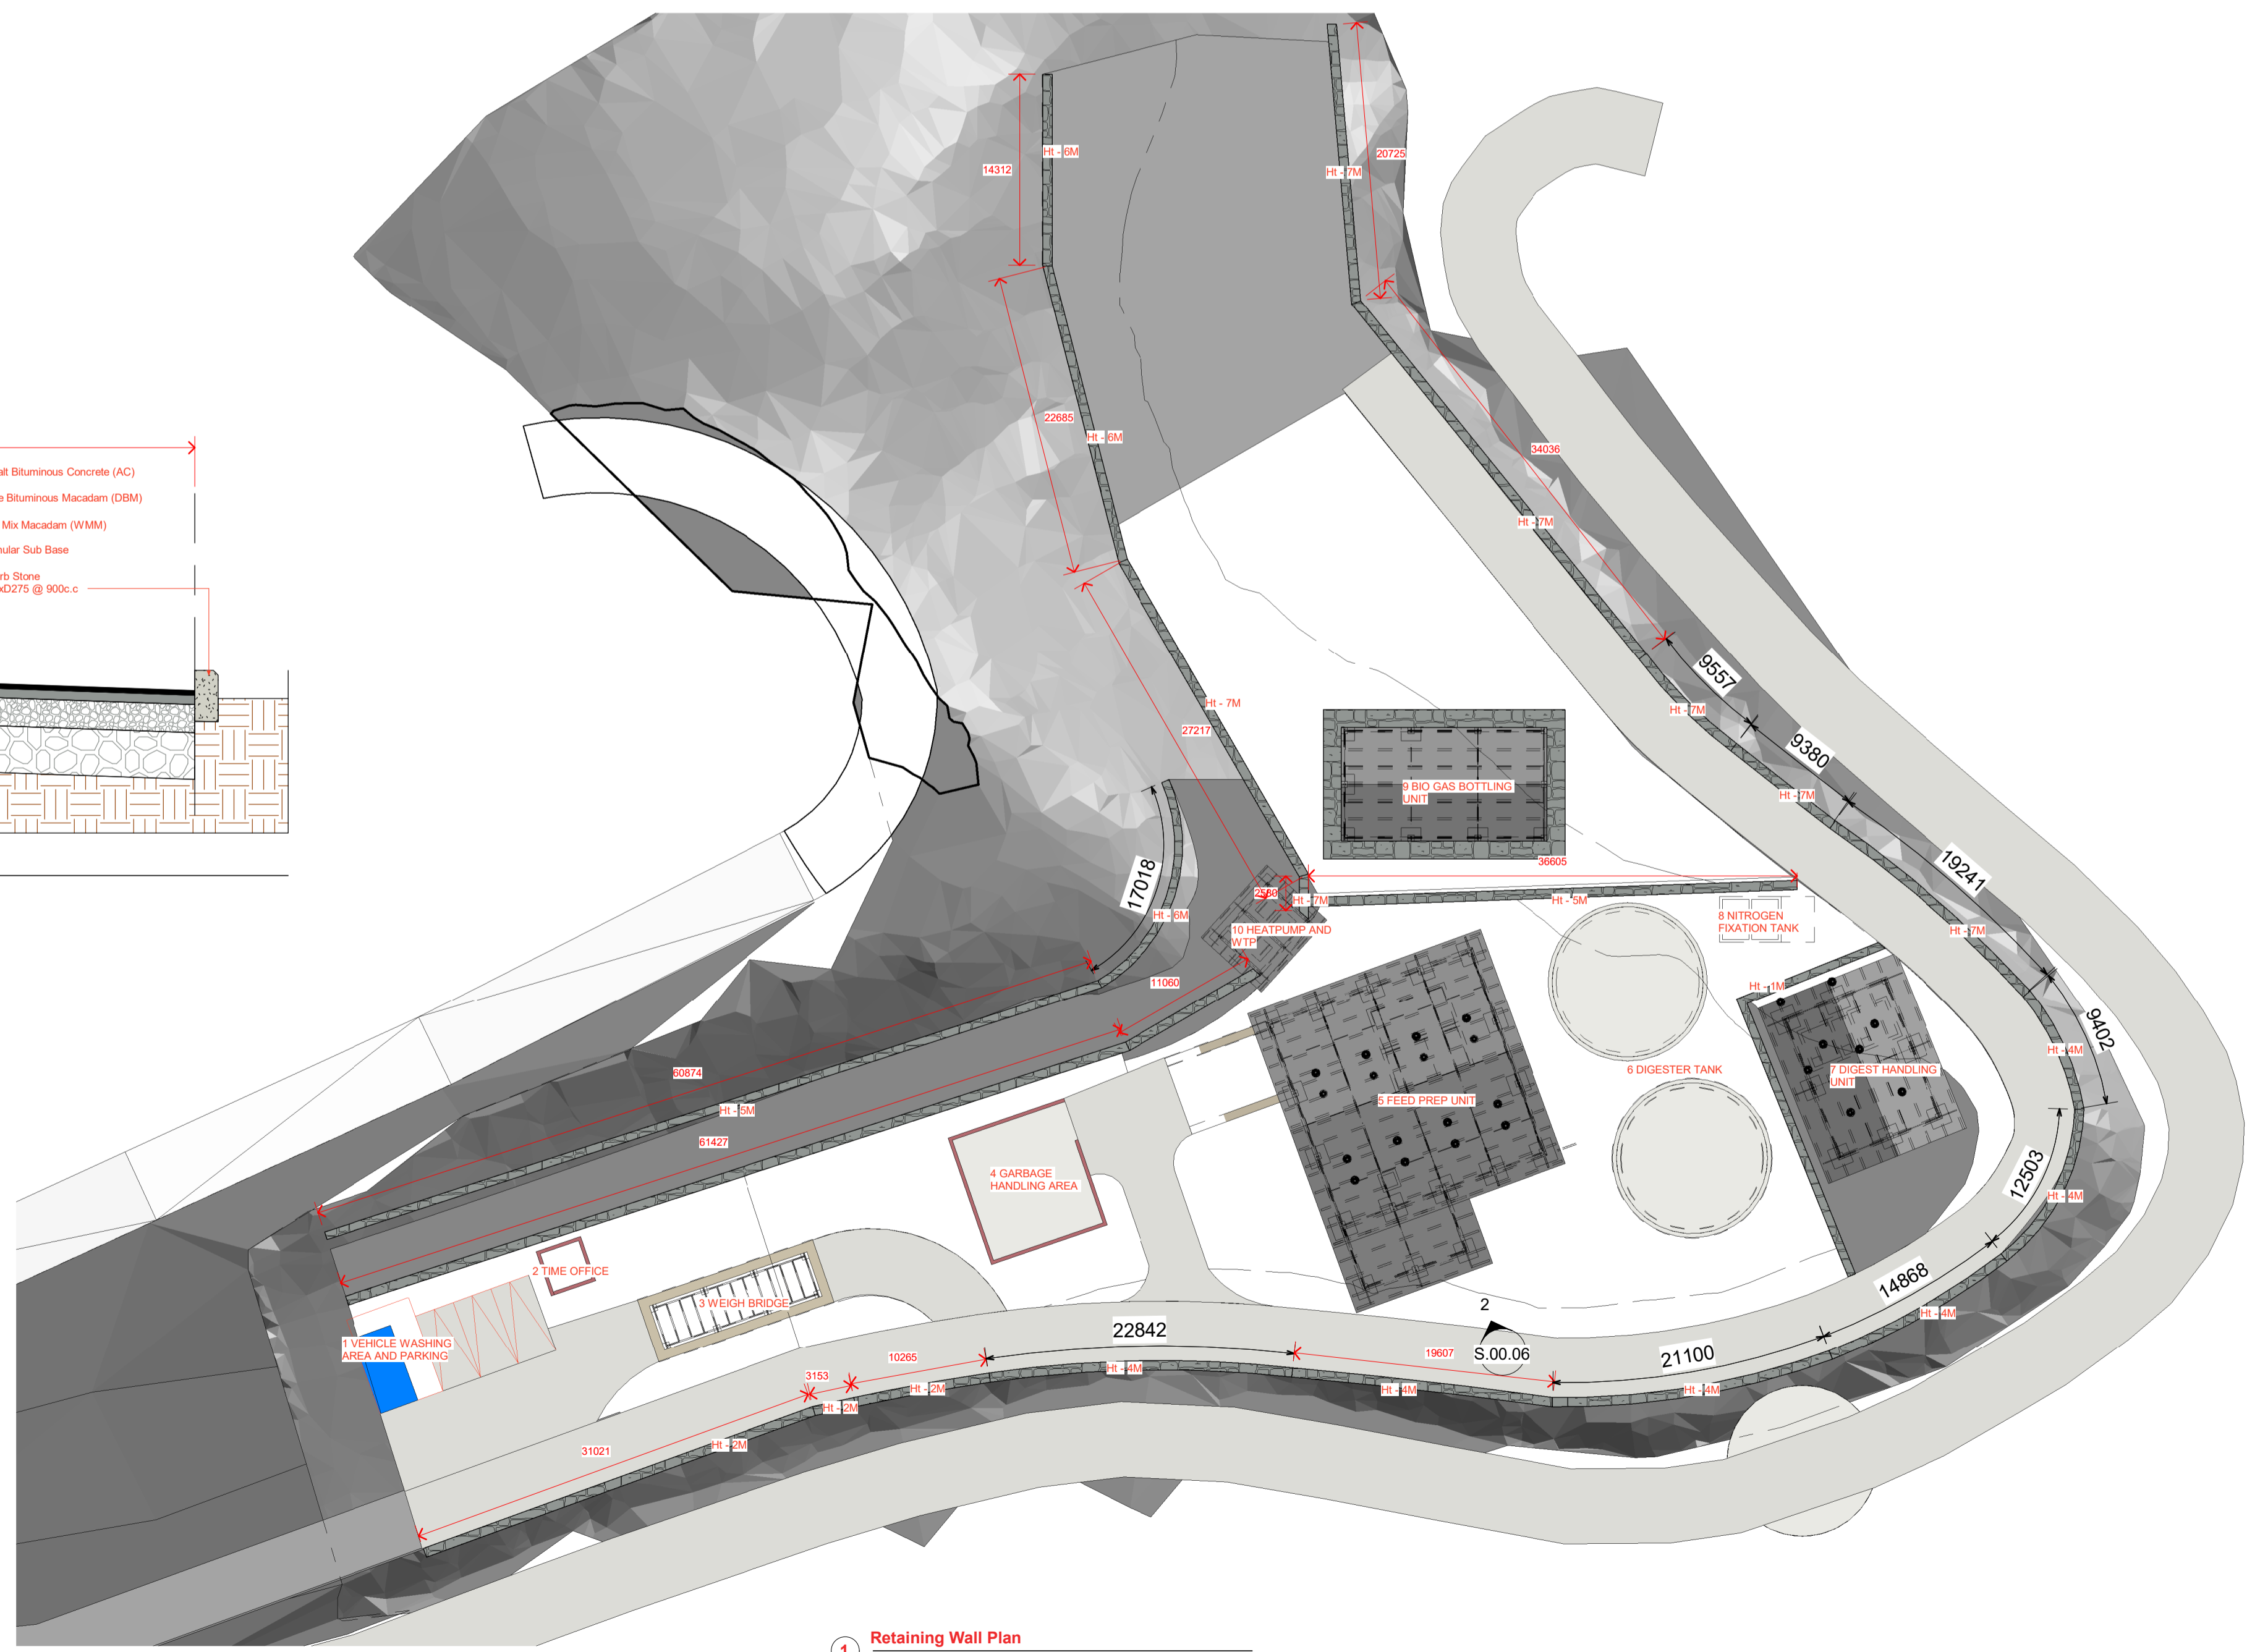 Ht - 6M
14312
20725
Ht - 7M
22685
Ht - 6M
34036
Ht - 7M
alt Bituminous Concrete (AC)
e Bituminous Macadam (DBM)
Mix Macadam (WMM)
nular Sub Base
rb Stone
xD275 @ 900c.c
9557
Ht - 7M
9380
Ht - 7M
Ht - 7M
27217
9 BIO GAS BOTTLING
UNIT
36605
19241
Ht - 7M
17018
Ht - 6M
2580
Ht - 7M
Ht - 5M
10 HEATPUMP AND
WTP
8 NITROGEN
FIXATION TANK
11060
Ht - 1M
9402
Ht - 4M
60874
Ht - 5M
61427
6 DIGESTER TANK
7 DIGEST HANDLING
UNIT
5 FEED PREP UNIT
4 GARBAGE
HANDLING AREA
12503
Ht - 4M
2 TIME OFFICE
3 WEIGH BRIDGE
14868
Ht - 4M
1 VEHICLE WASHING
AREA AND PARKING
22842
Ht - 4M
2
S.00.06
19607
Ht - 4M
21100
Ht - 4M
10265
Ht - 2M
3153
Ht - 2M
31021
Ht - 2M
1
Retaining Wall Plan